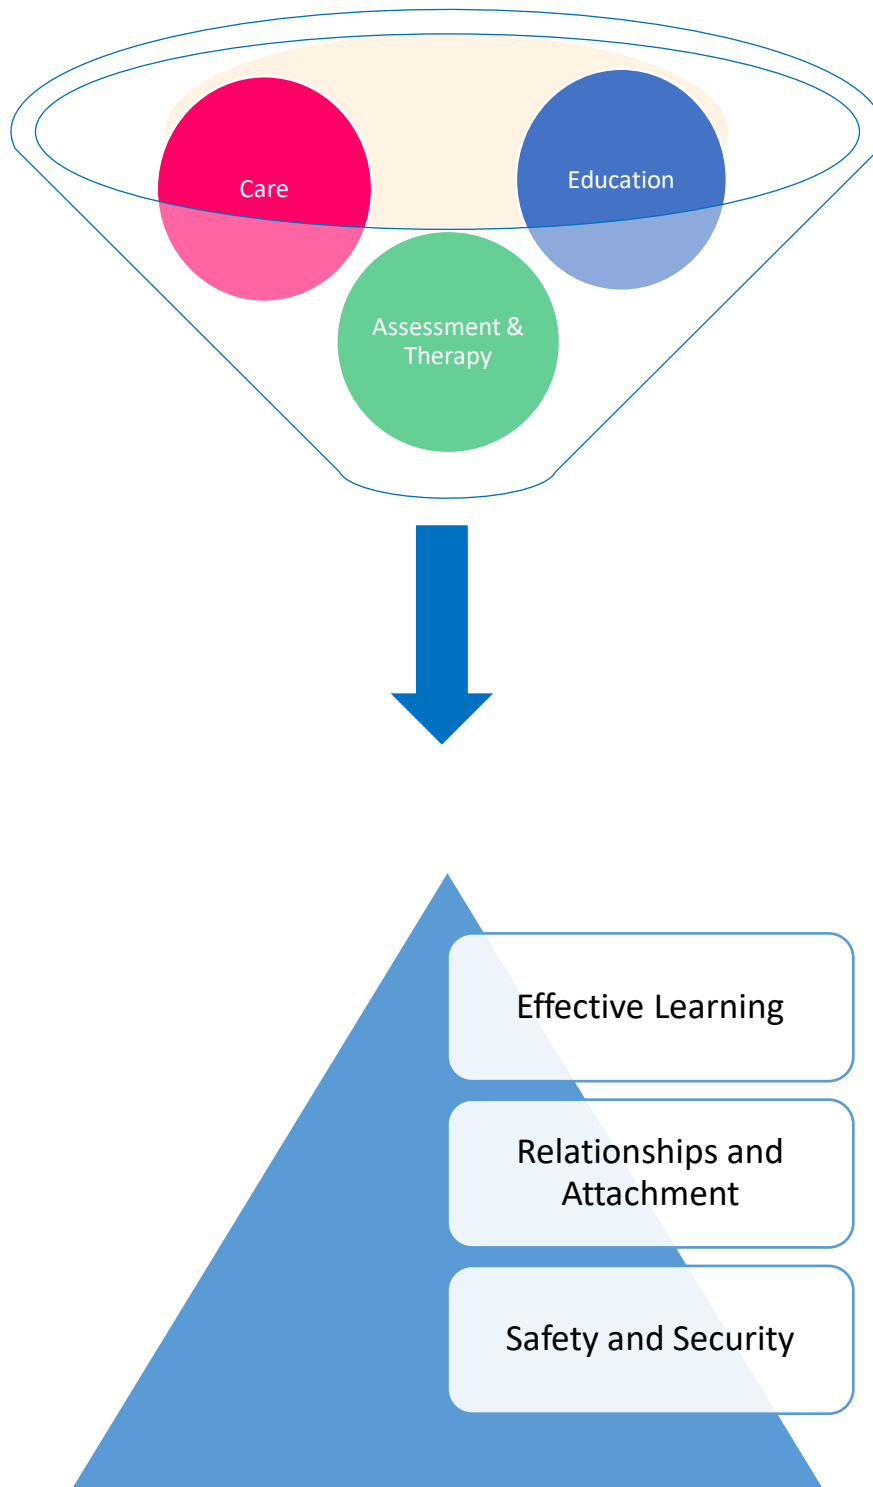 Care
Education
Assessment &
Therapy
Effective Learning
Relationships and
Attachment
Safety and Security